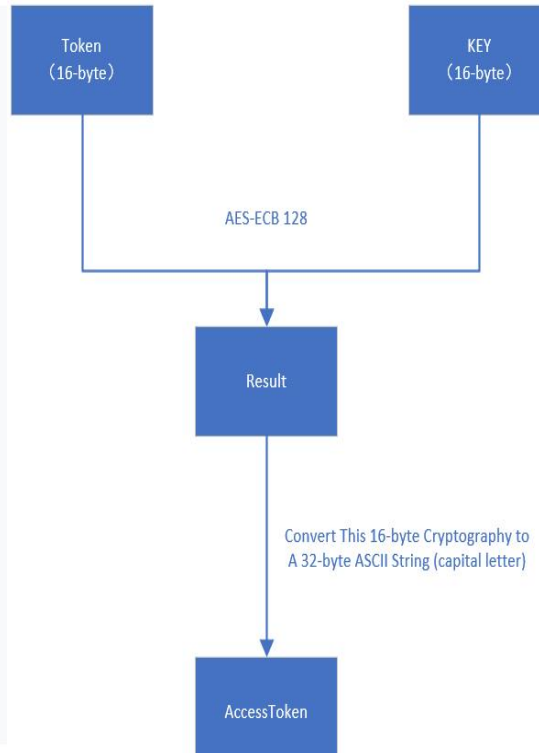 Token
（16-byte）
KEY
（16-byte）
AES-ECB 128
Result
Convert This 16-byte Cryptography to
A 32-byte ASCII String (capital letter)
AccessToken